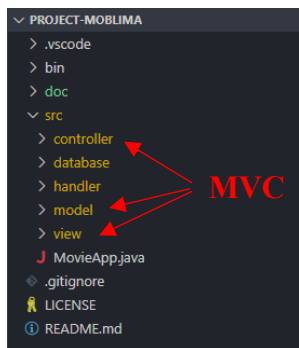 PROJECT-MOBLIMA
.vscode
bin
doc
src
controller
database
handler
MVC
model
view
J MovieApp.java
.gitignore
LICENSE
README.md